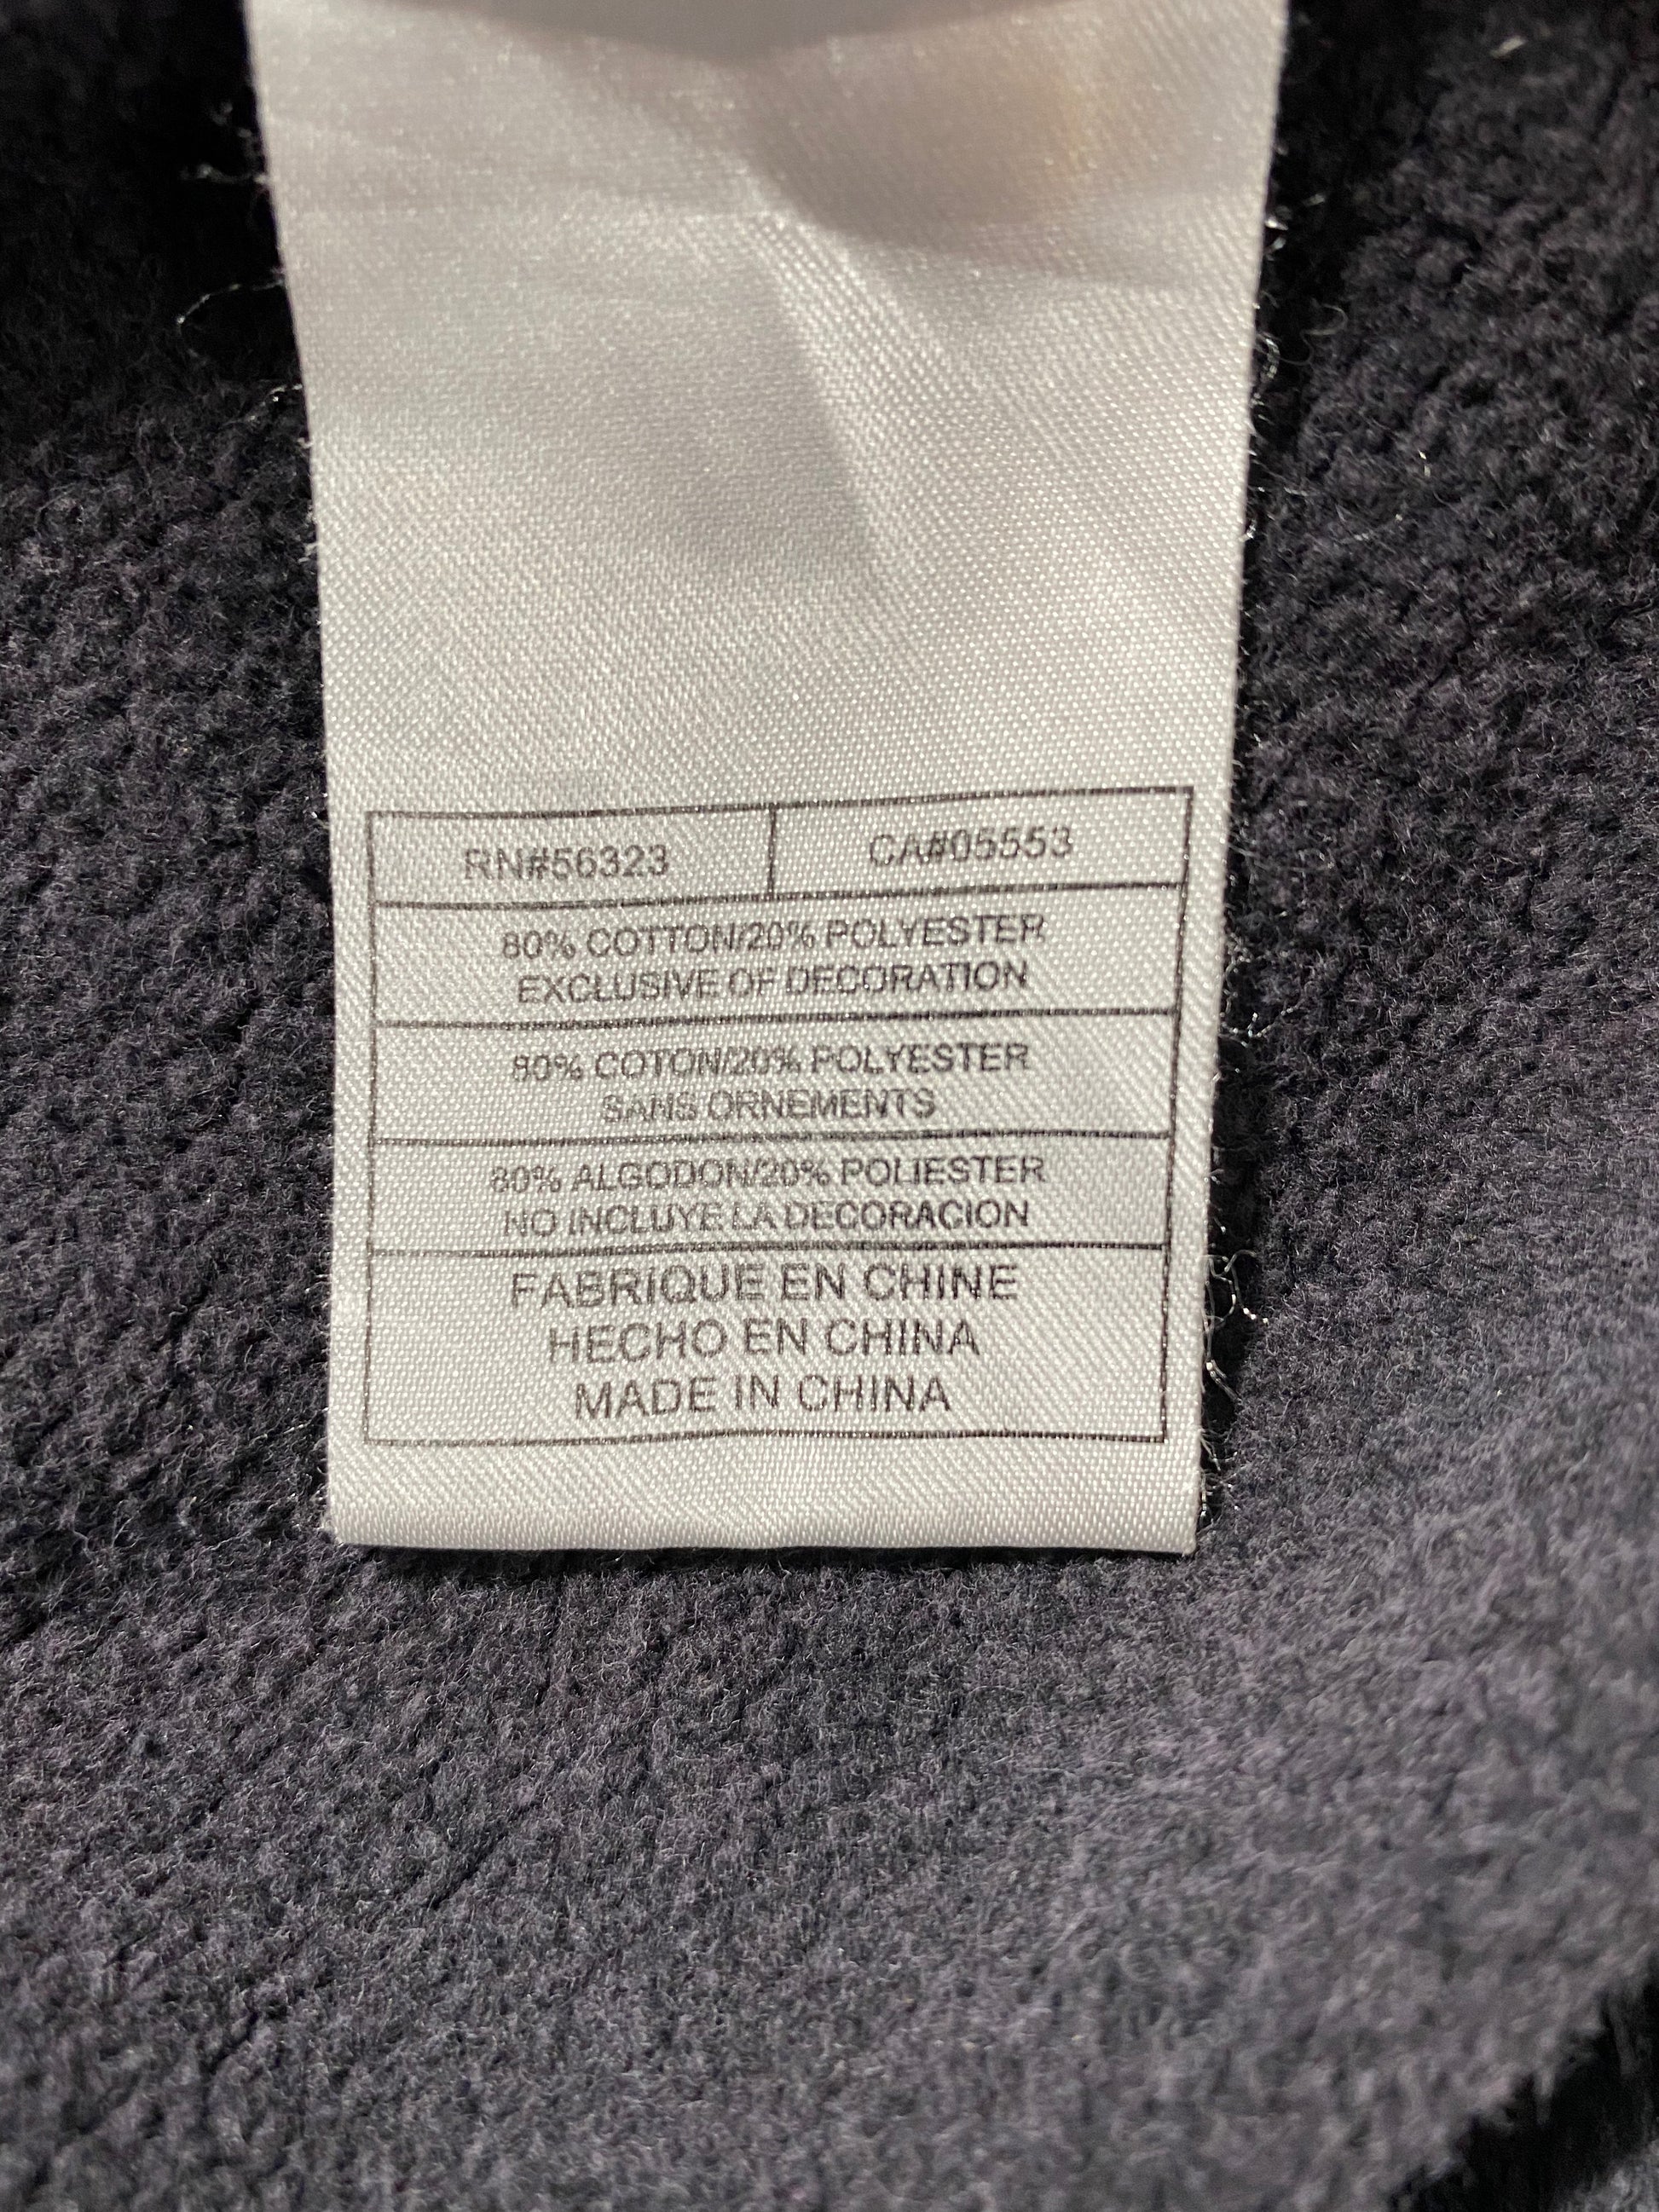 RN#56323 CA#05553
80% COTTON/20% POLYESTER
EXCLUSIVE OF DECORATION
80% COTON/20% POLYESTER
SANS ORNEMENTS
80% ALGODON/20% POLIESTER
NO INCLUYE LA DECORACION
FABRIQUE EN CHINE
HECHO EN CHINA
MADE IN CHINA